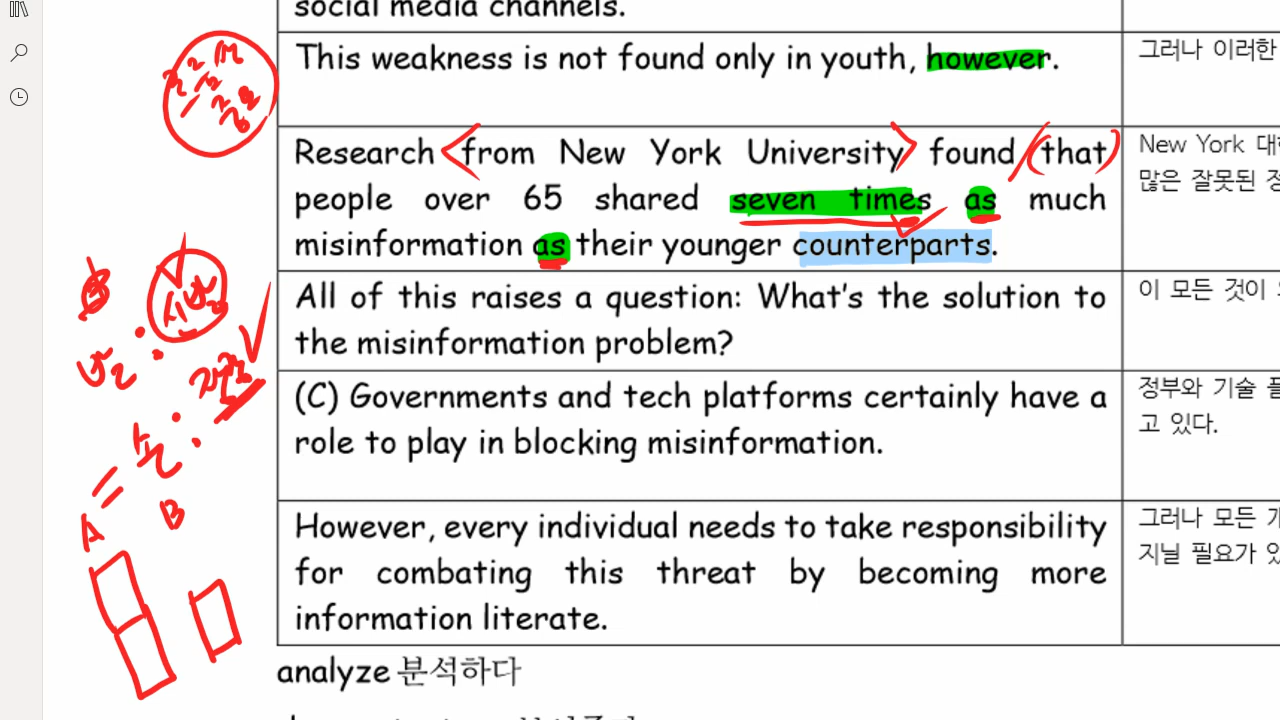 social media channels.
This weakness is not found only in youth, however.
그러나 이러한
Research from New York University found that
people over 65 shared seven times as much
misinformation as their younger counterparts.
New York 대
많은 잘못된 정
All of this raises a question: What's the solution to
the misinformation problem?
이 모든 것이
(C) Governments and tech platforms certainly have a
role to play in blocking misinformation.
정부와 기술 플
고 있다.
However, every individual needs to take responsibility
for combating this threat by becoming more
information literate.
그러나 모든 개
지닐 필요가 있
A
B
analyze 분석하다